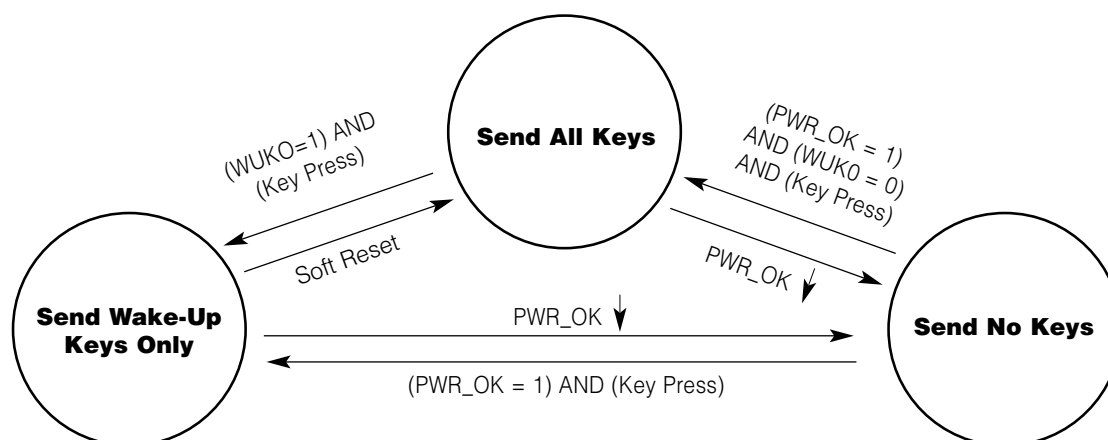 Send All Keys
(WUKO=1) AND
(Key Press)
Soft Reset
(PWR_OK = 1)
AND (WUK0 = 0)
AND (Key Press)
PWR_OK
Send Wake-Up
Keys Only
PWR_OK
(PWR_OK = 1) AND (Key Press)
Send No Keys